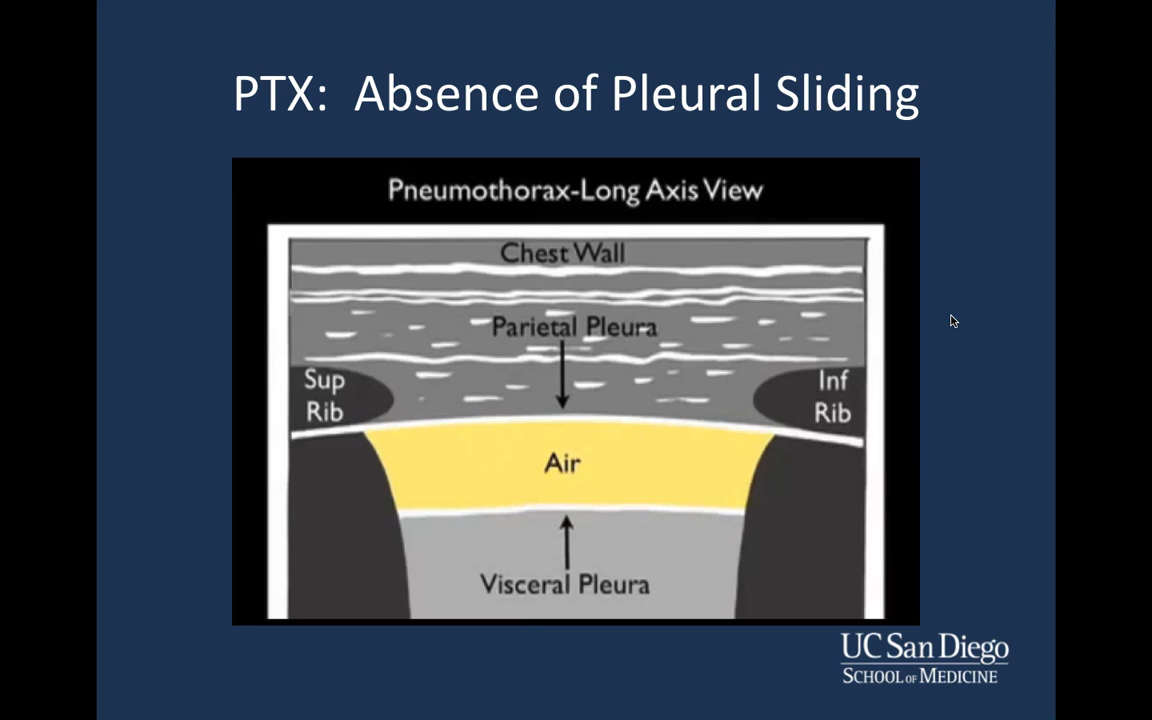 PTX: Absence of Pleural Sliding
Pneumothorax-Long Axis View
Chest Wall
Parietal Pleura
Sup
Rib
Inf
Rib
Air
Visceral Pleura
UC San Diego
SCHOOL OF MEDICINE